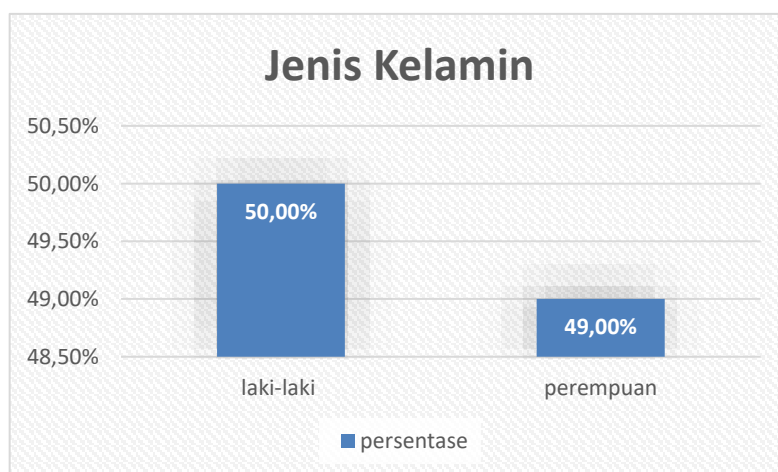 Jenis Kelamin
50,50%
50,00%
49,50%
49,00%
48,50%
50,00%
49,00%
laki-laki
perempuan
persentase